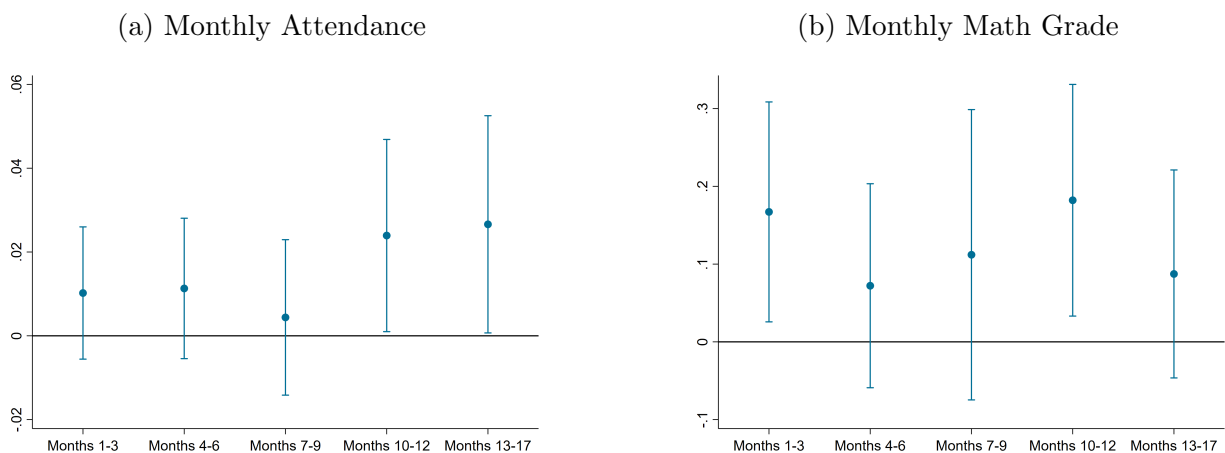 (a) Monthly Attendance
.06
.04
.02
0
-.02
Months 1-3 Months 4-6 Months 7-9 Months 10-12 Months 13-17
(b) Monthly Math Grade
.3
.2
.1
0
-.1
Months 1-3 Months 4-6 Months 7-9 Months 10-12 Months 13-17